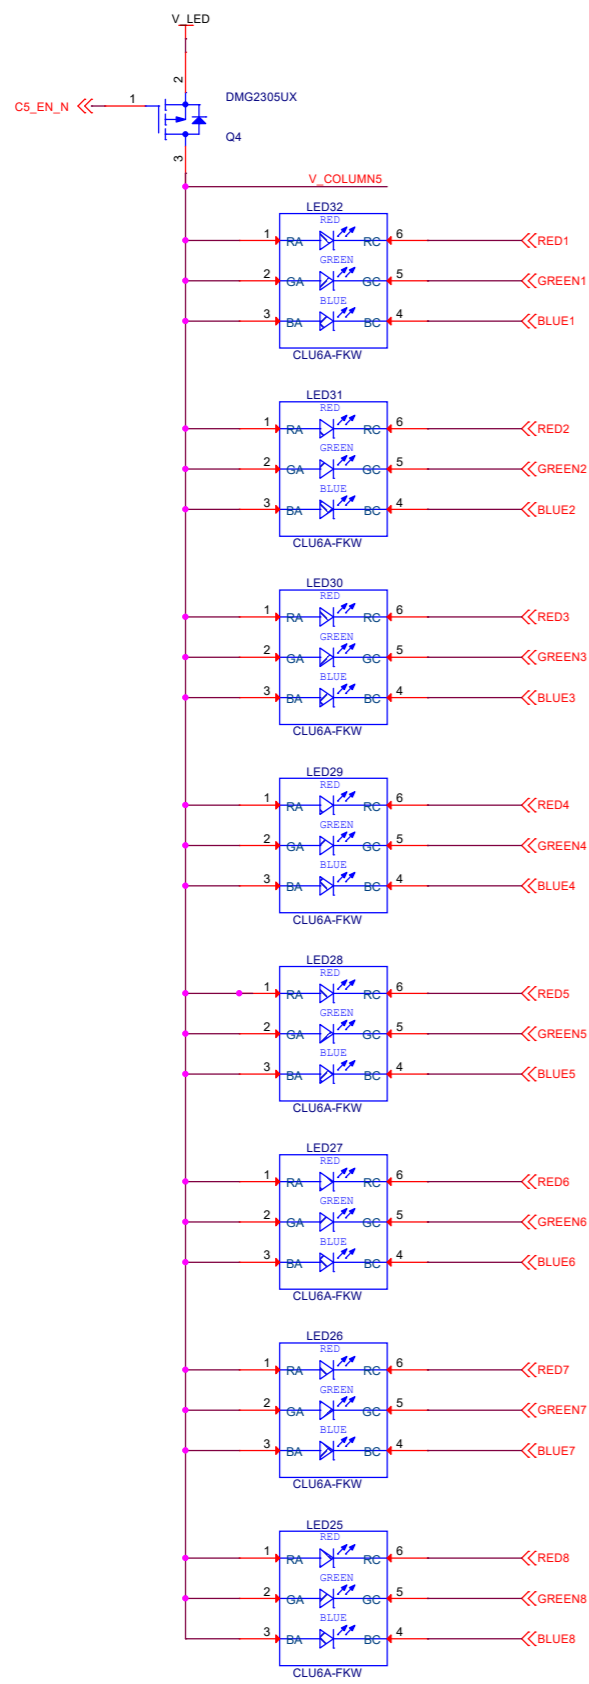 V_LED
2
C5_EN_N
1
DMG2305UX
Q4
3
V_COLUMN5
LED32
RED
1 RA RC 6 RED1
GREEN
2 GA GC 5 GREEN1
BLUE
3 BA BC 4 BLUE1
CLU6A-FKW
LED31
RED
1 RA RC 6 RED2
GREEN
2 GA GC 5 GREEN2
BLUE
3 BA BC 4 BLUE2
CLU6A-FKW
LED30
RED
1 RA RC 6 RED3
GREEN
2 GA GC 5 GREEN3
BLUE
3 BA BC 4 BLUE3
CLU6A-FKW
LED29
RED
1 RA RC 6 RED4
GREEN
2 GA GC 5 GREEN4
BLUE
3 BA BC 4 BLUE4
CLU6A-FKW
LED28
RED
1 RA RC 6 RED5
GREEN
2 GA GC 5 GREEN5
BLUE
3 BA BC 4 BLUE5
CLU6A-FKW
LED27
RED
1 RA RC 6 RED6
GREEN
2 GA GC 5 GREEN6
BLUE
3 BA BC 4 BLUE6
CLU6A-FKW
LED26
RED
1 RA RC 6 RED7
GREEN
2 GA GC 5 GREEN7
BLUE
3 BA BC 4 BLUE7
CLU6A-FKW
LED25
RED
1 RA RC 6 RED8
GREEN
2 GA GC 5 GREEN8
BLUE
3 BA BC 4 BLUE8
CLU6A-FKW